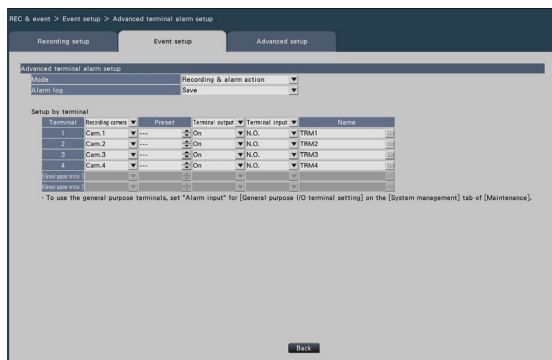 REC & event > Event setup > Advanced terminal alarm setup
Recording setup Event setup Advanced setup
Advanced terminal alarm setup
Mode Recording & alarm action
Alarm log Save
Setup by terminal
Terminal Recording camera Preset Terminal output Terminal input Name
1 Cam.1 --- On N.O. TRM1
2 Cam.2 --- On N.O. TRM2
3 Cam.3 --- On N.O. TRM3
4 Cam.4 --- On N.O. TRM4
· To use the general purpose terminals, set "Alarm input" for [General purpose I/O terminal setting] on the [System management] tab of [Maintenance].
Back